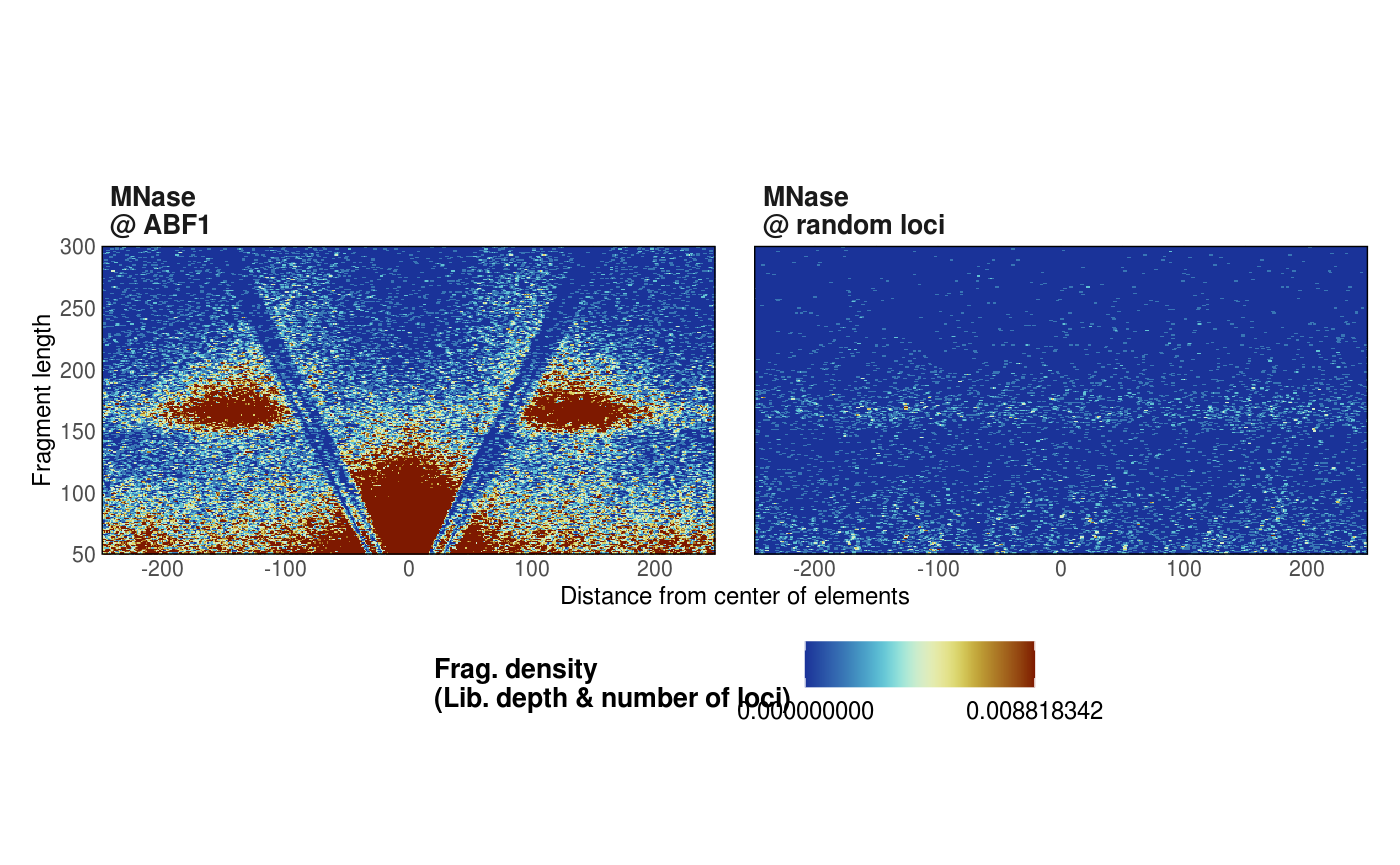 MNase
@ ABF1
MNase
@ random loci
300
250
200
150
100
50
Fragment length
-200 -100 0 100 200
-200 -100 0 100 200
Distance from center of elements
Frag. density
(Lib. depth & number of loci)
0.000000000 0.008818342